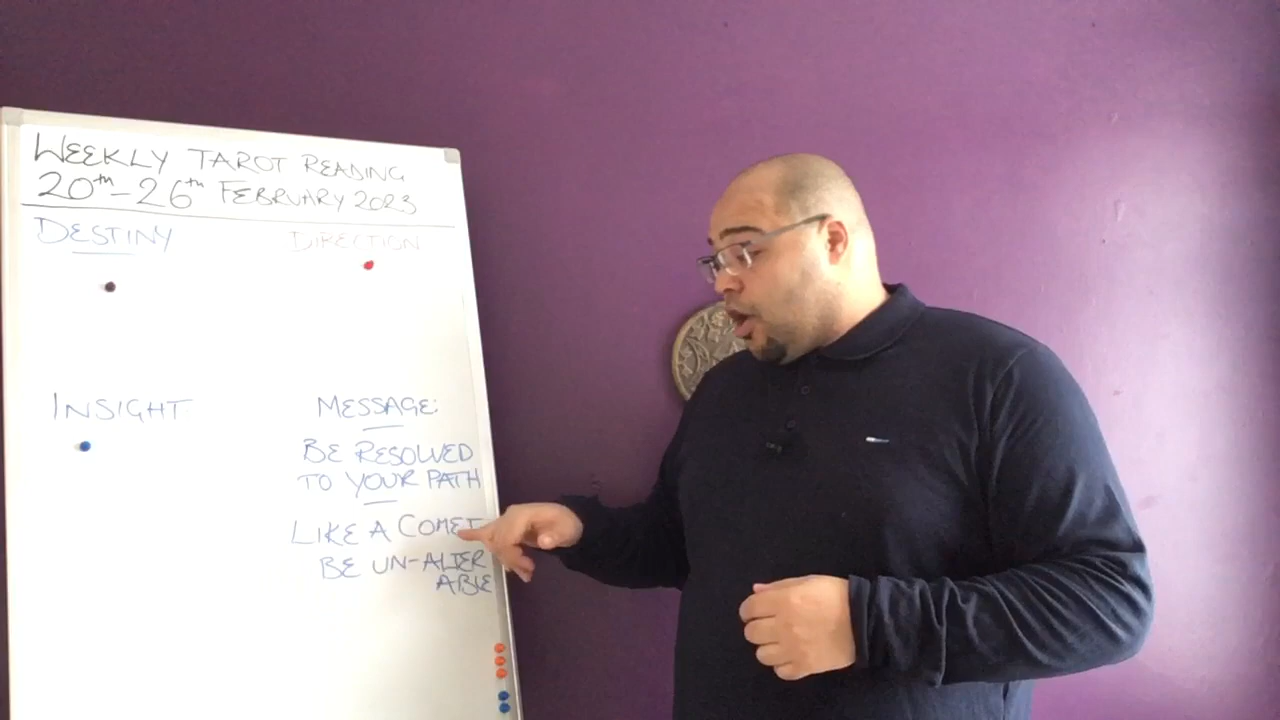 WEEKLY TAROT READING
20th-26th FEBRUARY 2023
DESTINY
DIRECTION
INSIGHT
MESSAGE:
BE RESOLVED
TO YOUR PATH
LIKE A COMET
BE UN-ALTER
ABLE